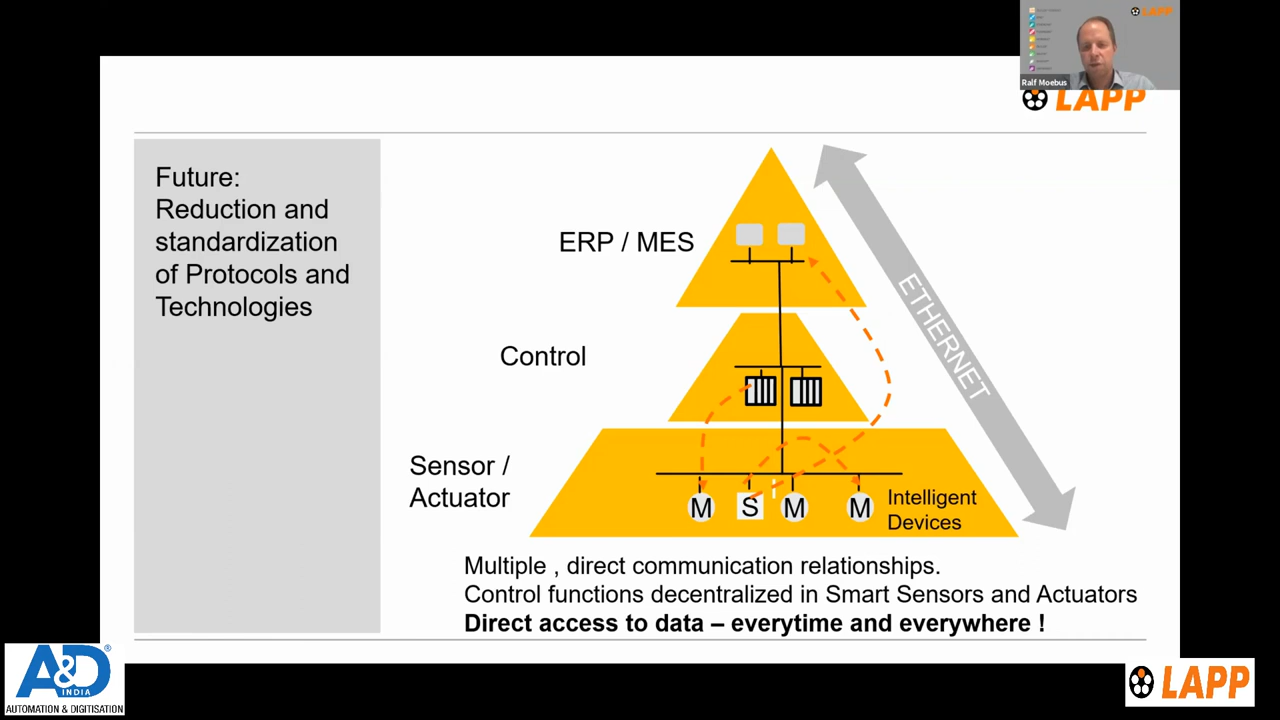 LAPP
Ralf Moebus
LAPP
Future:
Reduction and
standardization
of Protocols and
Technologies
ERP / MES
Control
Sensor /
Actuator
ETHERNET
M
S
M
M
Intelligent
Devices
Multiple , direct communication relationships.
Control functions decentralized in Smart Sensors and Actuators
Direct access to data – everytime and everywhere !
A&D®
INDIA
AUTOMATION & DIGITISATION
LAPP